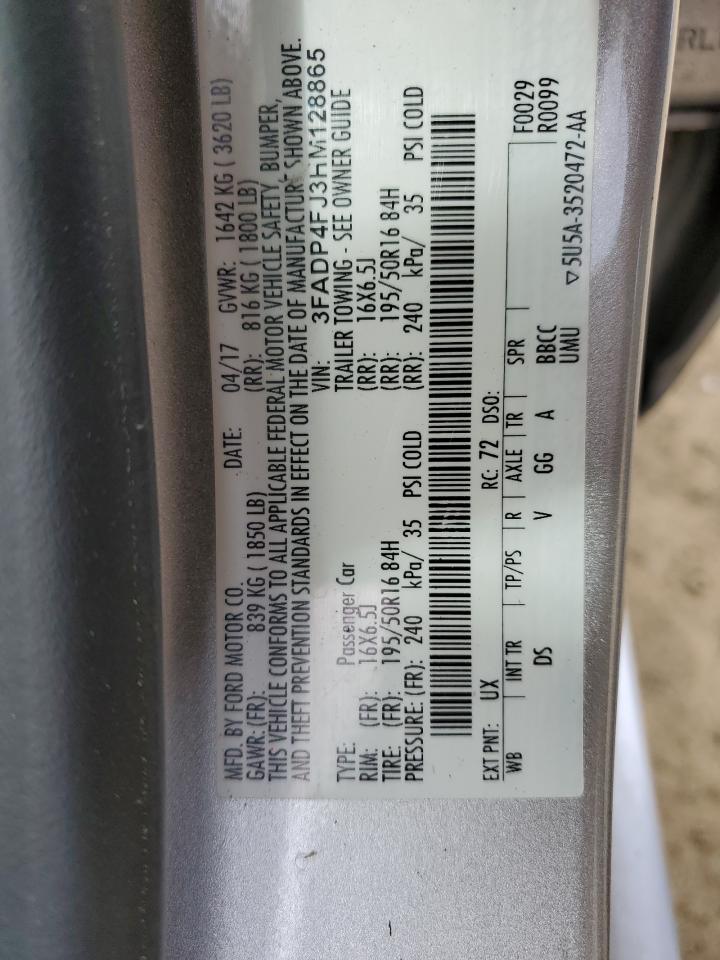 MFD. BY FORD MOTOR CO. DATE: 04/17 GVWR: 1642 KG ( 3620 LB)
GAWR: (FR): 839 KG ( 1850 LB) (RR): 816 KG ( 1800 LB)
THIS VEHICLE CONFORMS TO ALL APPLICABLE FEDERAL MOTOR VEHICLE SAFETY, BUMPER,
AND THEFT PREVENTION STANDARDS IN EFFECT ON THE DATE OF MANUFACTURE SHOWN ABOVE.
VIN: 3FADP4FJ3HM128865
TYPE: Passenger Car TRAILER TOWING - SEE OWNER GUIDE
RIM: (FR): 16X6.5J (RR): 16X6.5J
TIRE: (FR): 195/50R16 84H (RR): 195/50R16 84H
PRESSURE: (FR): 240 kPa/ 35 PSI COLD (RR): 240 kPa/ 35 PSI COLD
EXT PNT: UX RC: 72 DSO: F0029
WB INT TR TP/PS R AXLE TR SPR R0099
DS V GG A BBCC
UMU
▽5U5A-3520472-AA